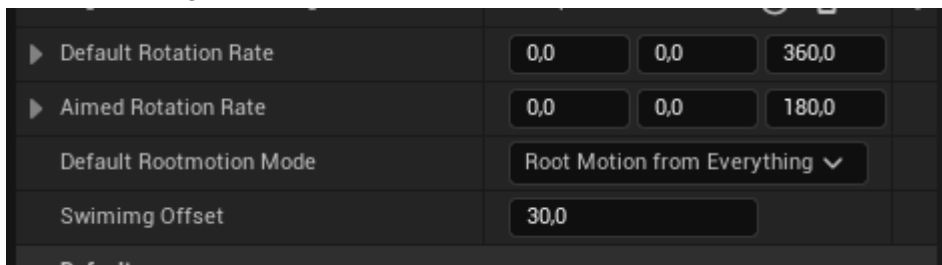 Default Rotation Rate 0,0 0,0 360,0
Aimed Rotation Rate 0,0 0,0 180,0
Default Rootmotion Mode Root Motion from Everything
Swimimg Offset 30,0